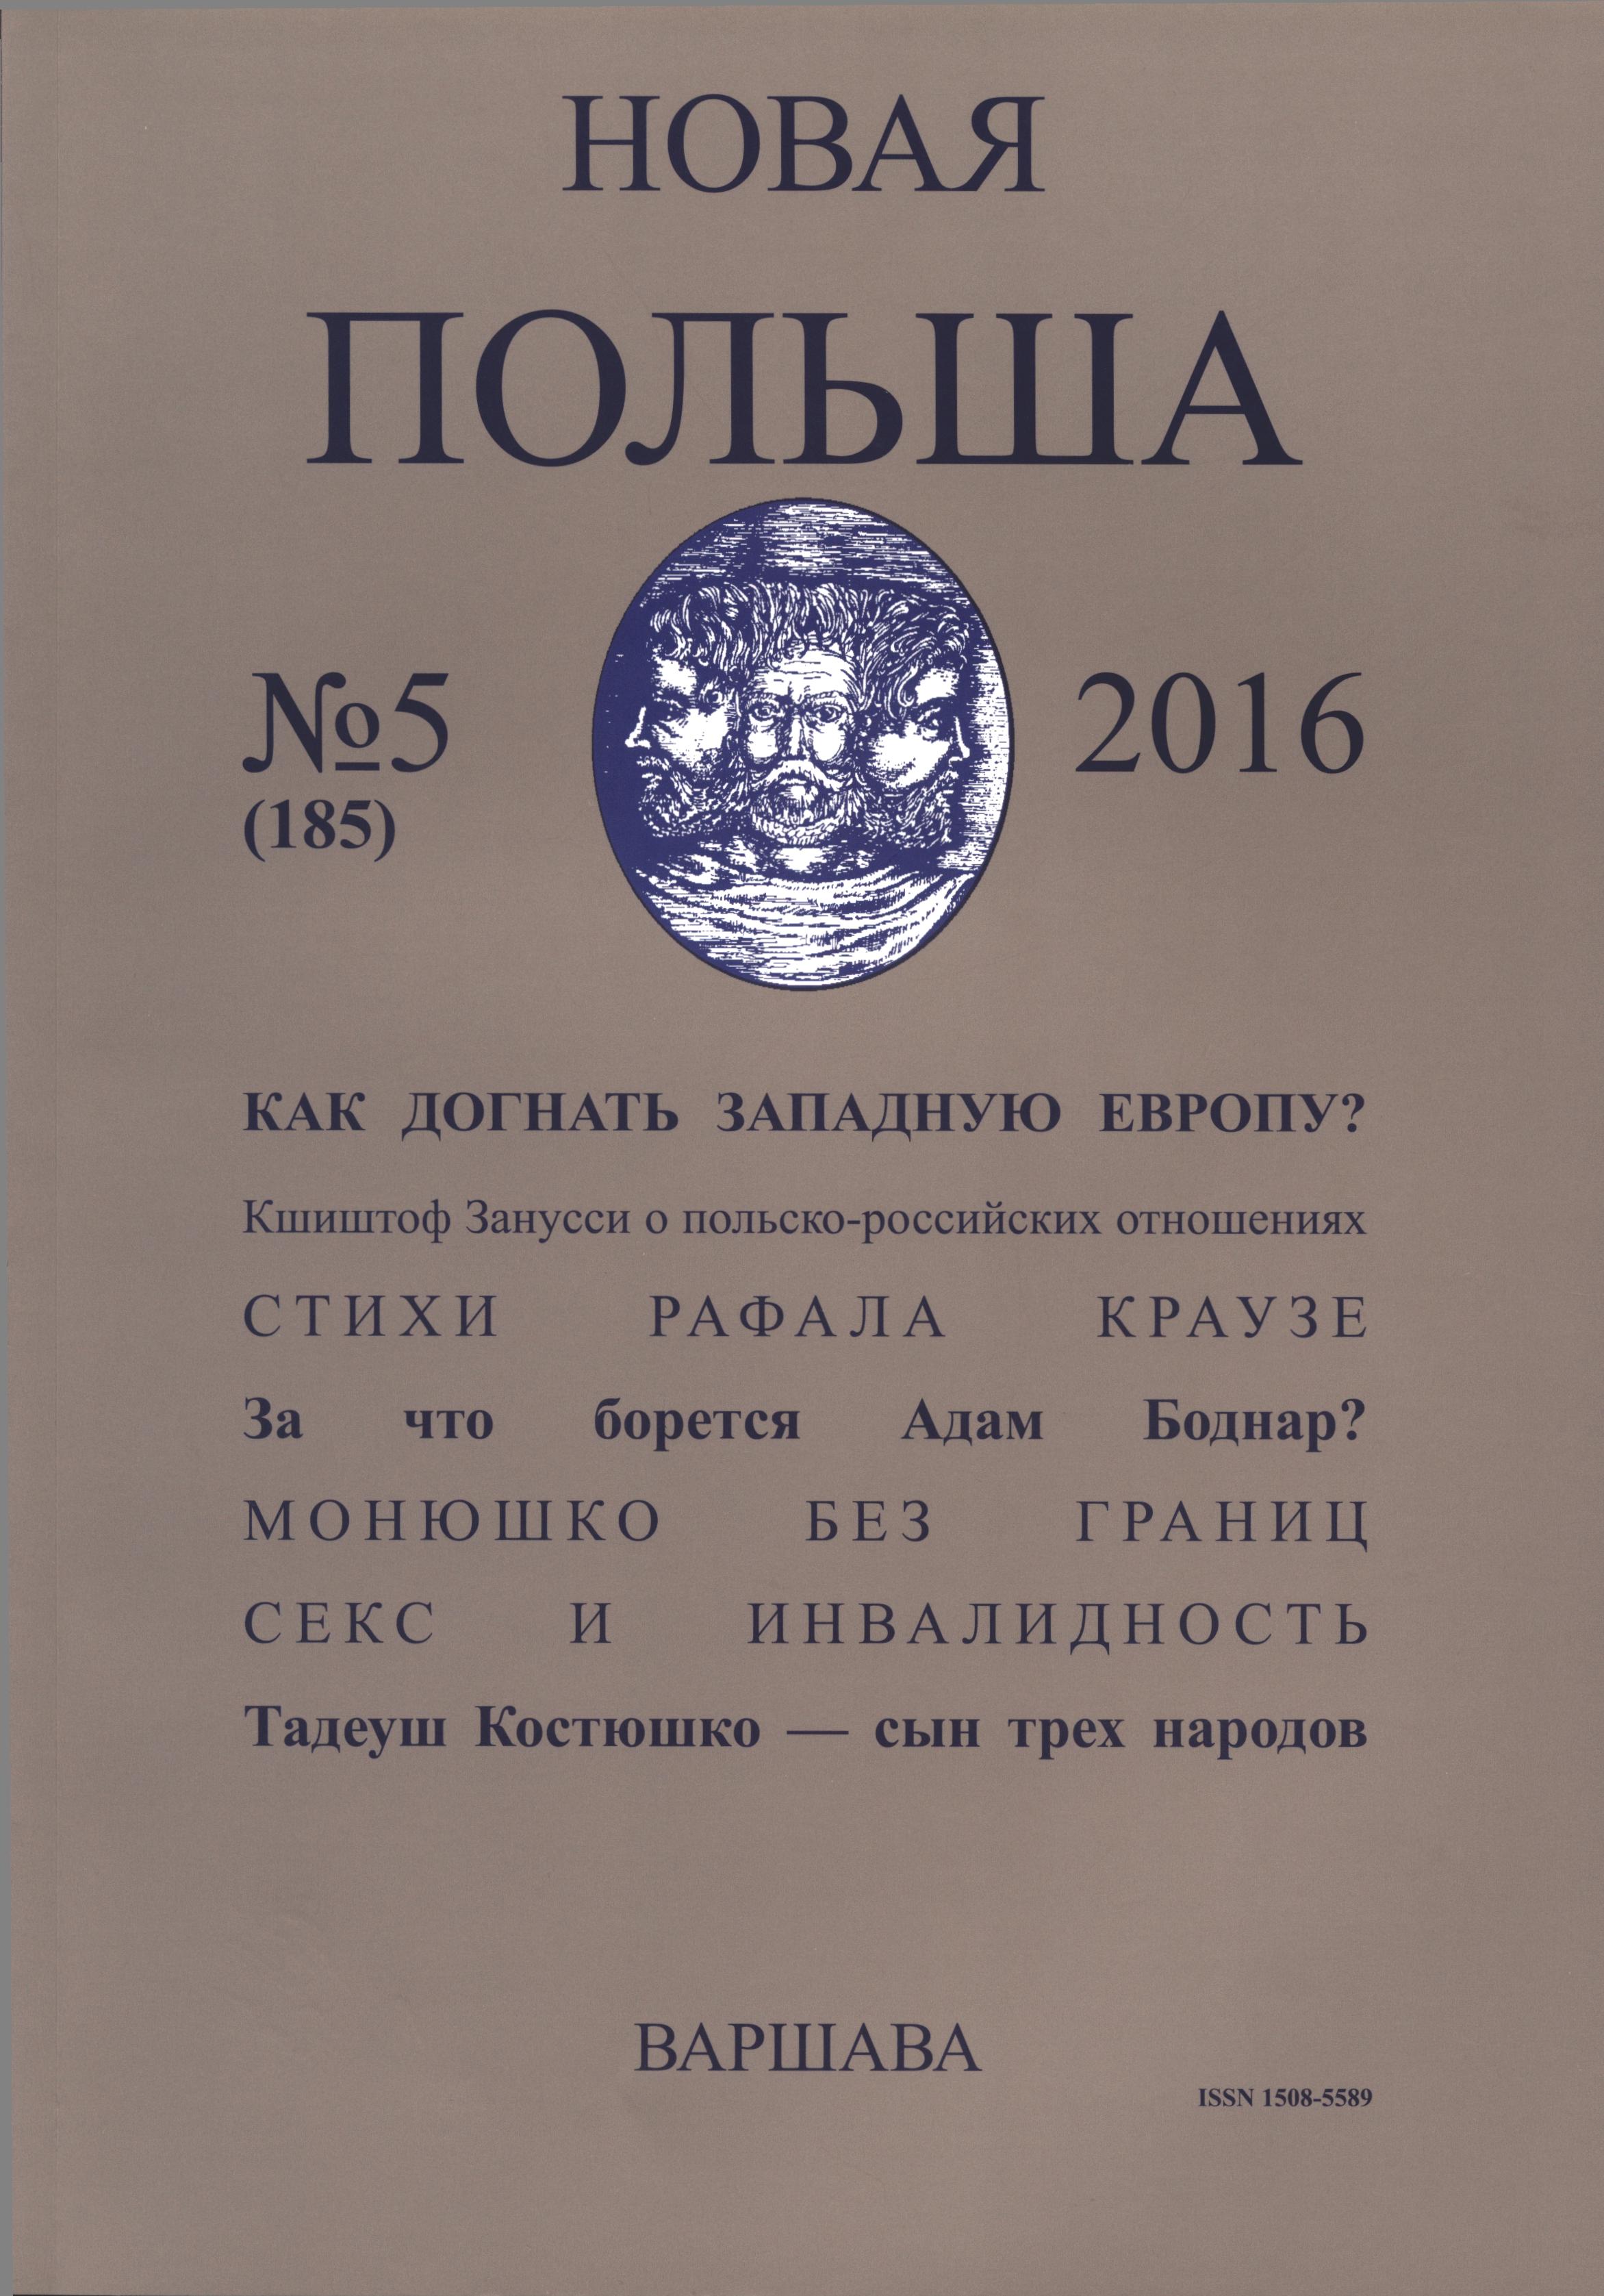 НОВАЯ
ПОЛЬША
№5
2016
(185)
КАК ДОГНАТЬ ЗАПАДНУЮ ЕВРОПУ?
Кшиштоф Занусси о польско-российских отношениях
СТИХИ РАФАЛА КРАУЗЕ
За что борется Адам Боднар?
МОНЮШКО БЕЗ ГРАНИЦ
СЕКС И ИНВАЛИДНОСТЬ
Тадеуш Костюшко — сын трех народов
ВАРШАВА
ISSN 1508-5589